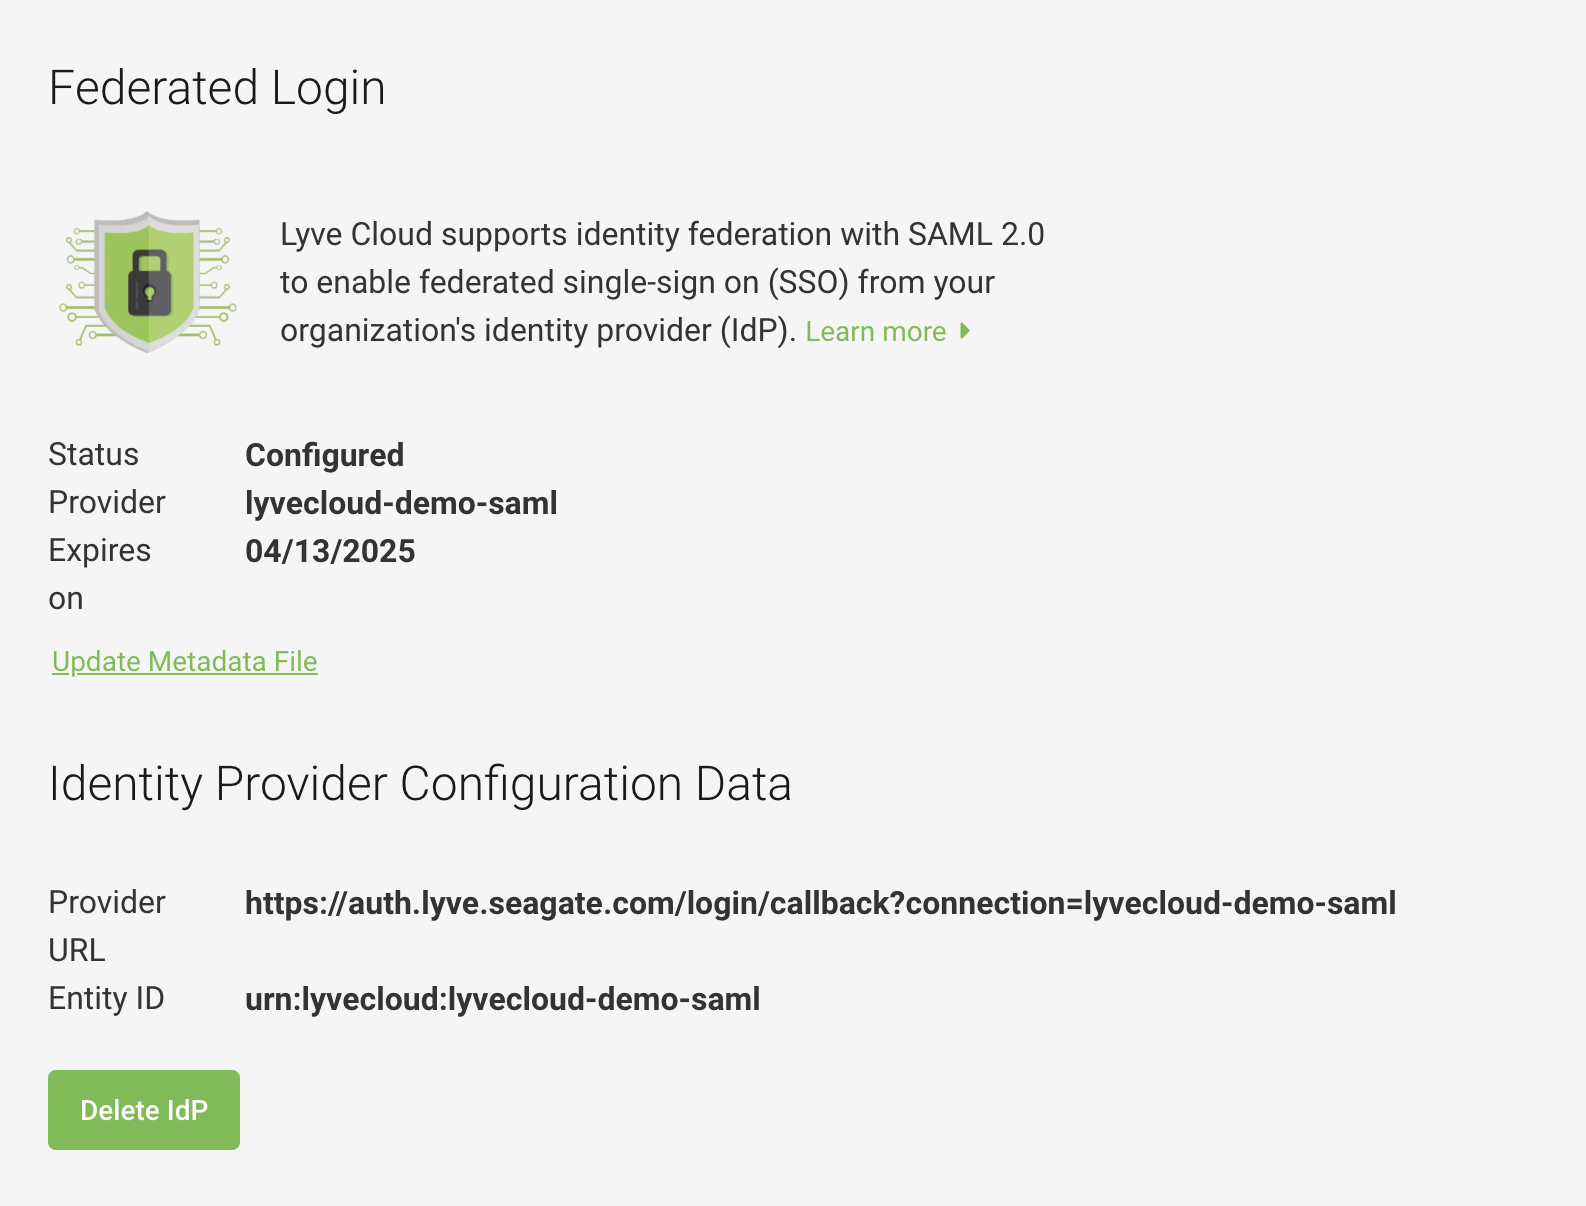 Federated Login
Lyve Cloud supports identity federation with SAML 2.0
to enable federated single-sign on (SSO) from your
organization's identity provider (IdP). Learn more
Status Configured
Provider lyvecloud-demo-saml
Expires 04/13/2025
on
Update Metadata File
Identity Provider Configuration Data
Provider https://auth.lyve.seagate.com/login/callback?connection=lyvecloud-demo-saml
URL
Entity ID urn:lyvecloud:lyvecloud-demo-saml
Delete IdP